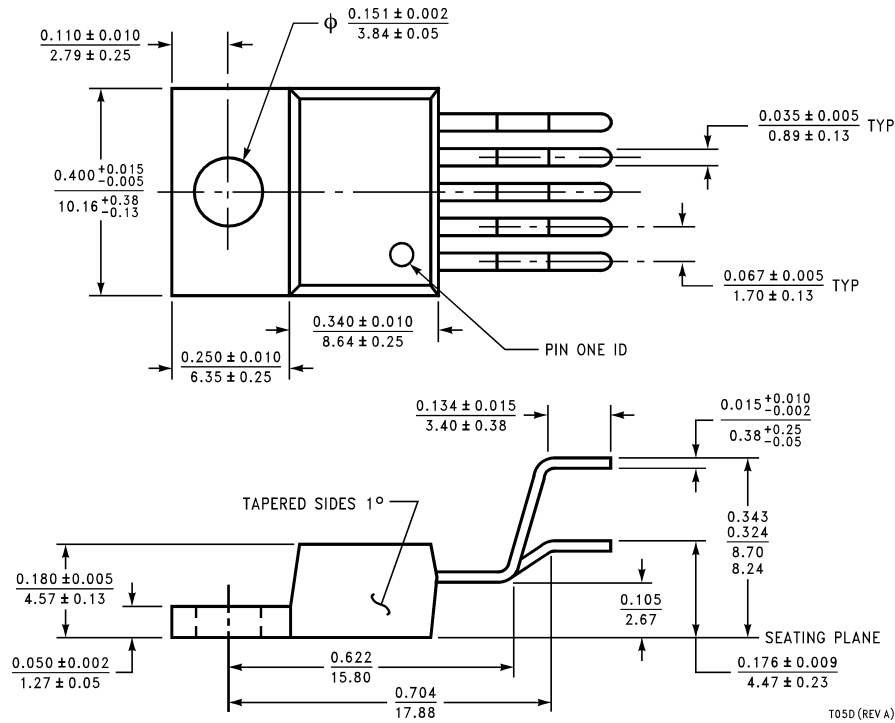 ϕ 0.151 ± 0.002
3.84 ± 0.05
0.110 ± 0.010
2.79 ± 0.25
0.035 ± 0.005 TYP
0.89 ± 0.13
0.400 +0.015 -0.005
10.16 +0.38 -0.13
0.067 ± 0.005 TYP
1.70 ± 0.13
0.340 ± 0.010
8.64 ± 0.25
PIN ONE ID
0.250 ± 0.010
6.35 ± 0.25
0.134 ± 0.015
3.40 ± 0.38
0.015 +0.010 -0.002
0.38 +0.25 -0.05
TAPERED SIDES 1°
0.343
0.324
8.70
8.24
0.180 ± 0.005
4.57 ± 0.13
0.105
2.67
SEATING PLANE
0.050 ± 0.002
1.27 ± 0.05
0.622
15.80
0.176 ± 0.009
4.47 ± 0.23
0.704
17.88
T05D (REV A)